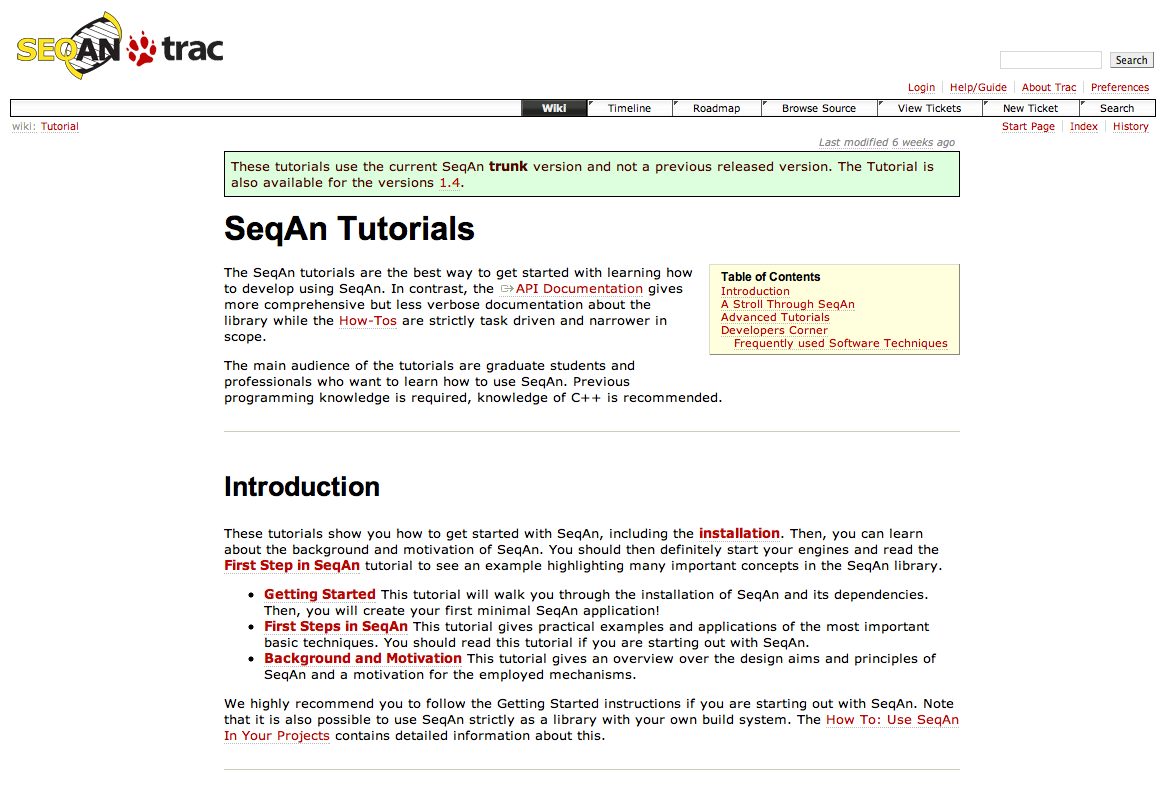 SEQAN trac
Search
Login Help/Guide About Trac Preferences
Wiki Timeline Roadmap Browse Source View Tickets New Ticket Search
wiki: Tutorial Start Page Index History
Last modified 6 weeks ago
These tutorials use the current SeqAn trunk version and not a previous released version. The Tutorial is
also available for the versions 1.4.
SeqAn Tutorials
The SeqAn tutorials are the best way to get started with learning how
to develop using SeqAn. In contrast, the API Documentation gives
more comprehensive but less verbose documentation about the
library while the How-Tos are strictly task driven and narrower in
scope.
Table of Contents
Introduction
A Stroll Through SeqAn
Advanced Tutorials
Developers Corner
Frequently used Software Techniques
The main audience of the tutorials are graduate students and
professionals who want to learn how to use SeqAn. Previous
programming knowledge is required, knowledge of C++ is recommended.
Introduction
These tutorials show you how to get started with SeqAn, including the installation. Then, you can learn
about the background and motivation of SeqAn. You should then definitely start your engines and read the
First Step in SeqAn tutorial to see an example highlighting many important concepts in the SeqAn library.
• Getting Started This tutorial will walk you through the installation of SeqAn and its dependencies.
Then, you will create your first minimal SeqAn application!
• First Steps in SeqAn This tutorial gives practical examples and applications of the most important
basic techniques. You should read this tutorial if you are starting out with SeqAn.
• Background and Motivation This tutorial gives an overview over the design aims and principles of
SeqAn and a motivation for the employed mechanisms.
We highly recommend you to follow the Getting Started instructions if you are starting out with SeqAn. Note
that it is also possible to use SeqAn strictly as a library with your own build system. The How To: Use SeqAn
In Your Projects contains detailed information about this.